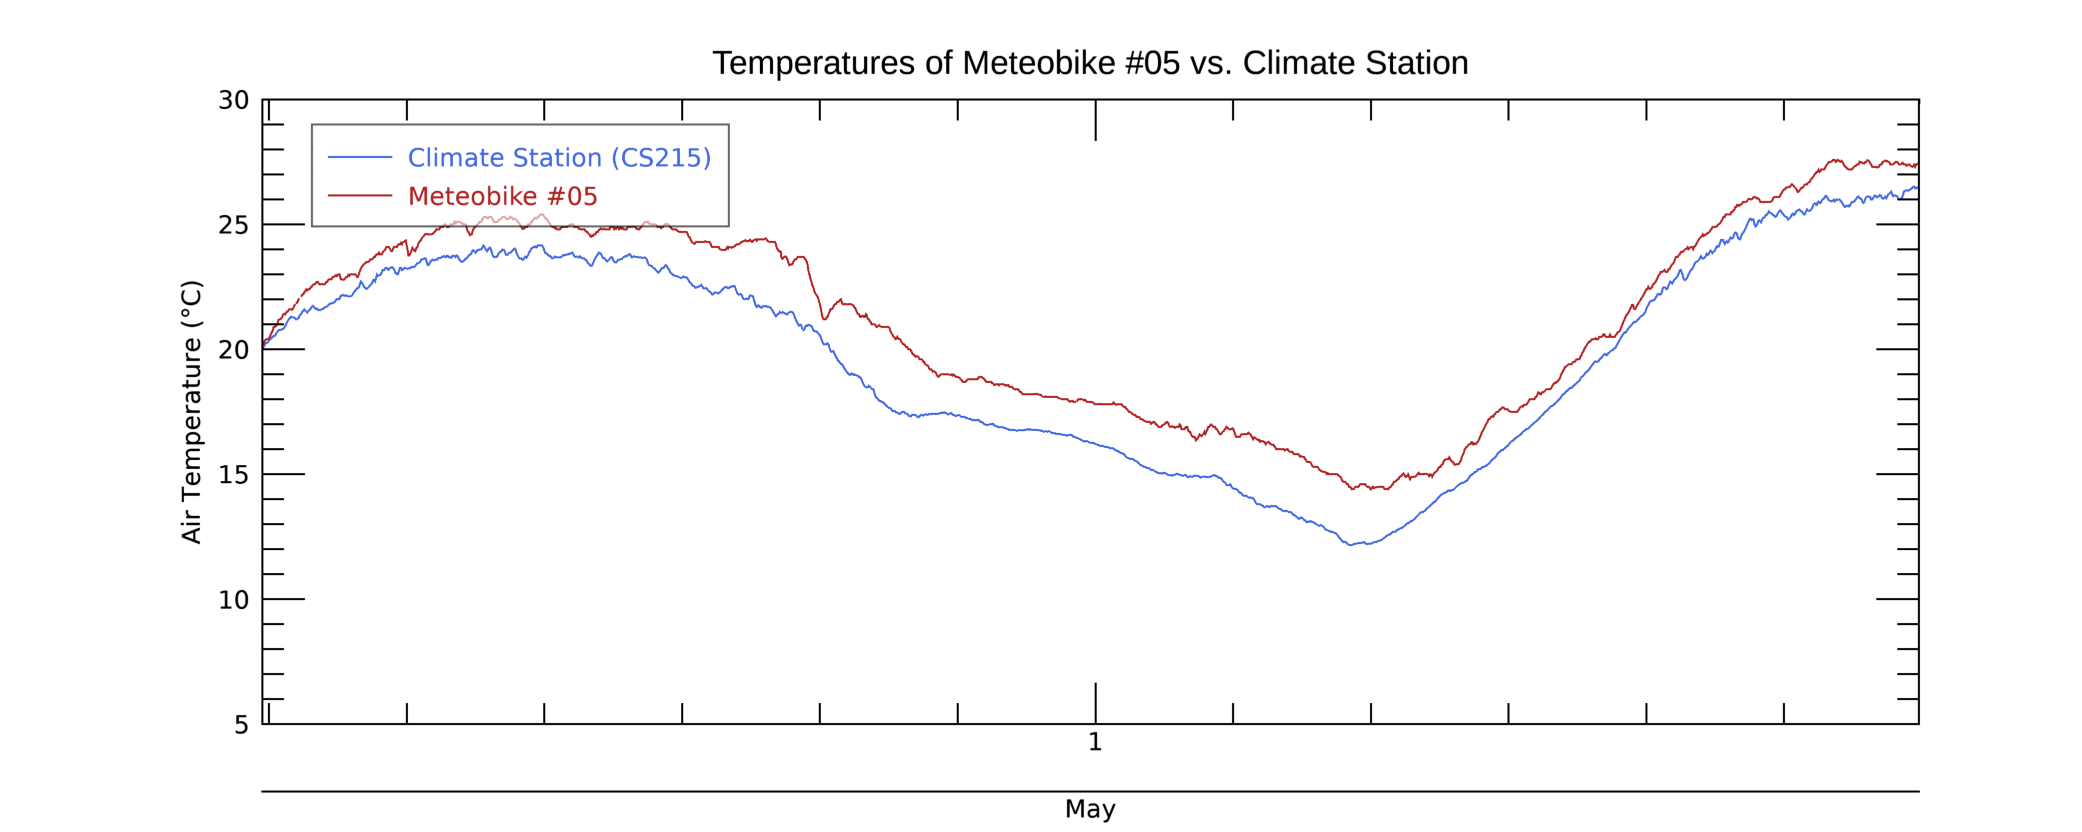 Temperatures of Meteobike #05 vs. Climate Station
30
25
20
15
10
5
Air Temperature (°C)
Climate Station (CS215)
Meteobike #05
1
May